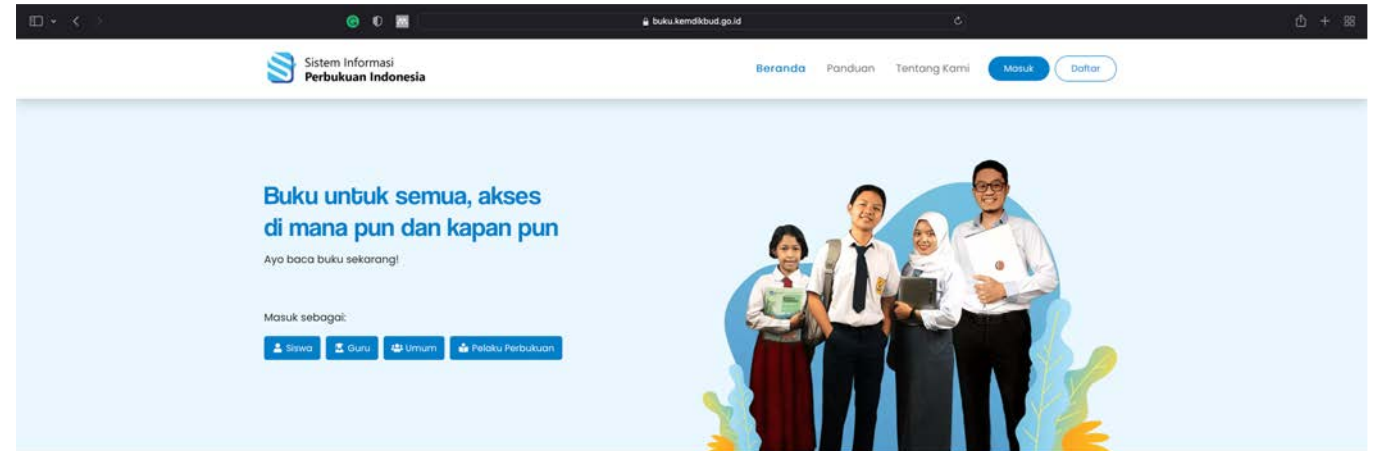 buku.kemdikbud.go.id
Sistem Informasi
Perbukuan Indonesia
Beranda Panduan Tentang Kami Masuk Daftar
Buku untuk semua, akses
di mana pun dan kapan pun
Ayo baca buku sekarang!
Masuk sebagai:
Siswa Guru Umum Pelaku Perbukuan